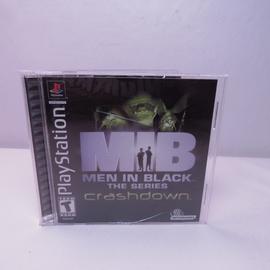 PlayStation
MIB
MEN IN BLACK
THE SERIES
crashdown
T